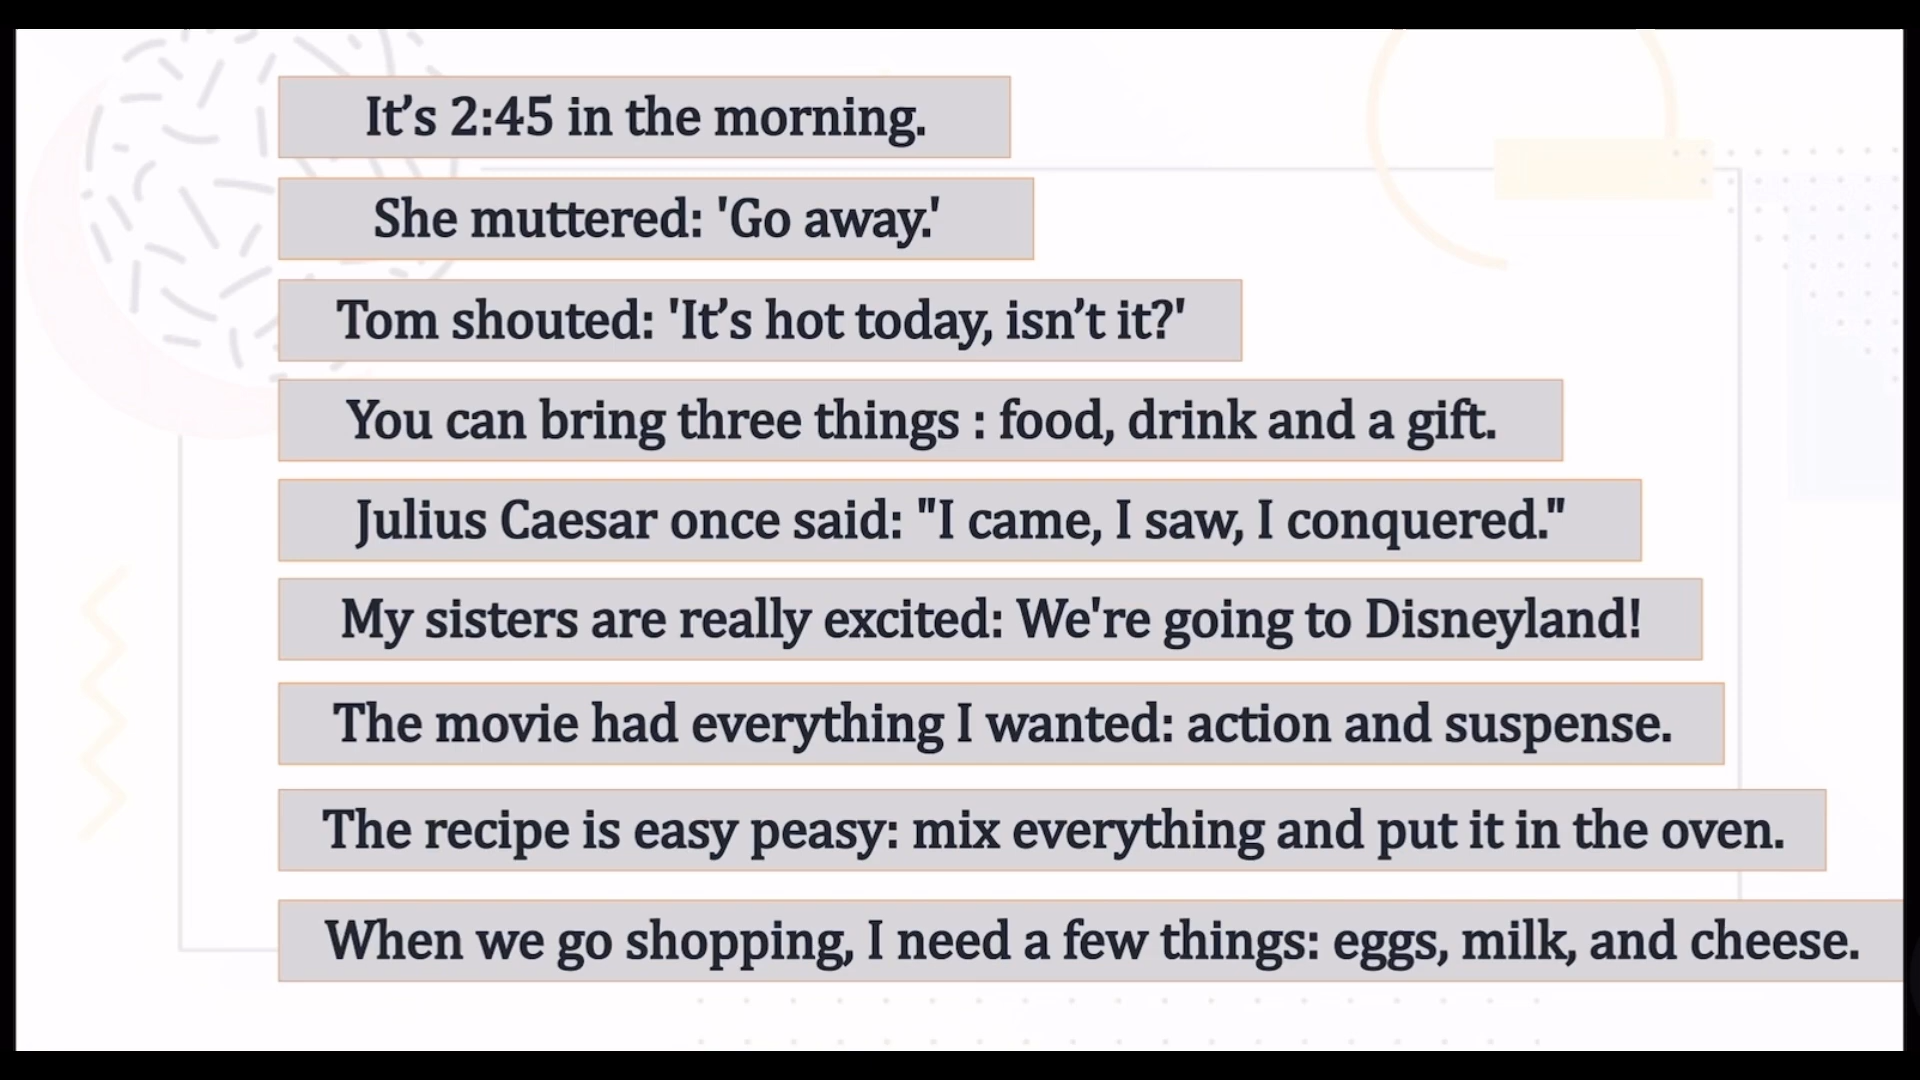 It’s 2:45 in the morning.
She muttered: 'Go away.'
Tom shouted: 'It’s hot today, isn’t it?'
You can bring three things : food, drink and a gift.
Julius Caesar once said: "I came, I saw, I conquered."
My sisters are really excited: We're going to Disneyland!
The movie had everything I wanted: action and suspense.
The recipe is easy peasy: mix everything and put it in the oven.
When we go shopping, I need a few things: eggs, milk, and cheese.